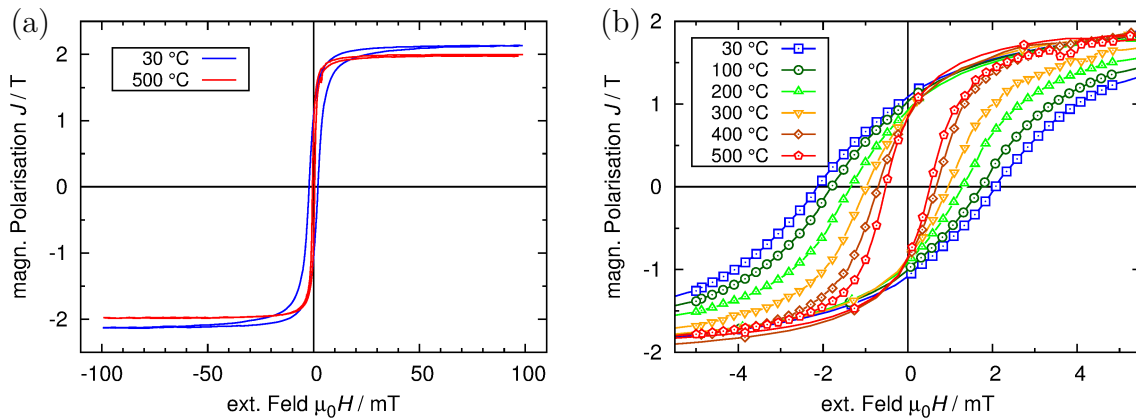 (a)
magn. Polarisation J / T
2
1
0
-1
-2
30 °C
500 °C
-100
-50
0
50
100
ext. Feld μ₀H / mT
(b)
magn. Polarisation J / T
2
1
0
-1
-2
30 °C
100 °C
200 °C
300 °C
400 °C
500 °C
-4
-2
0
2
4
ext. Feld μ₀H / mT